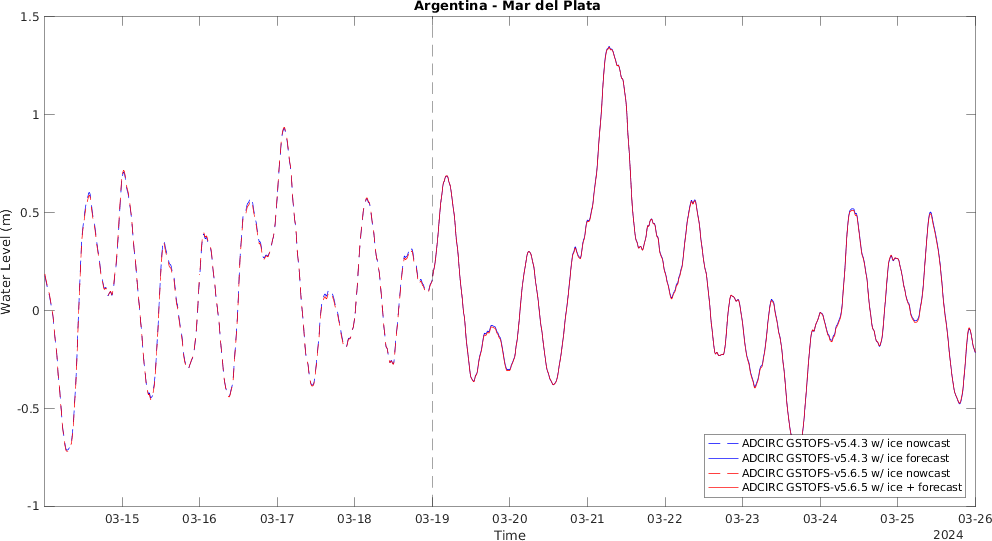 Argentina - Mar del Plata
Water Level (m)
1.5
1
0.5
0
-0.5
-1
ADCIRC GSTOFS-v5.4.3 w/ ice nowcast
ADCIRC GSTOFS-v5.4.3 w/ ice forecast
ADCIRC GSTOFS-v5.6.5 w/ ice nowcast
ADCIRC GSTOFS-v5.6.5 w/ ice + forecast
03-15 03-16 03-17 03-18 03-19 03-20 03-21 03-22 03-23 03-24 03-25 03-26
Time
2024